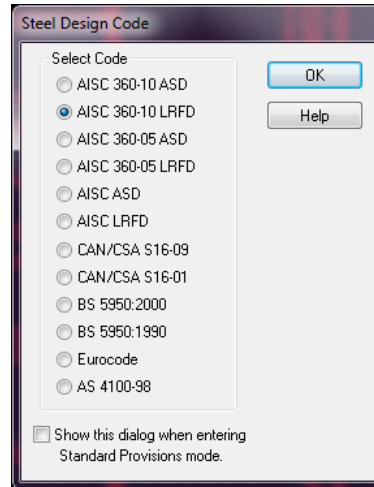 Steel Design Code
Select Code
AISC 360-10 ASD
AISC 360-10 LRFD
AISC 360-05 ASD
AISC 360-05 LRFD
AISC ASD
AISC LRFD
CAN/CSA S16-09
CAN/CSA S16-01
BS 5950:2000
BS 5950:1990
Eurocode
AS 4100-98
OK
Help
Show this dialog when entering
Standard Provisions mode.